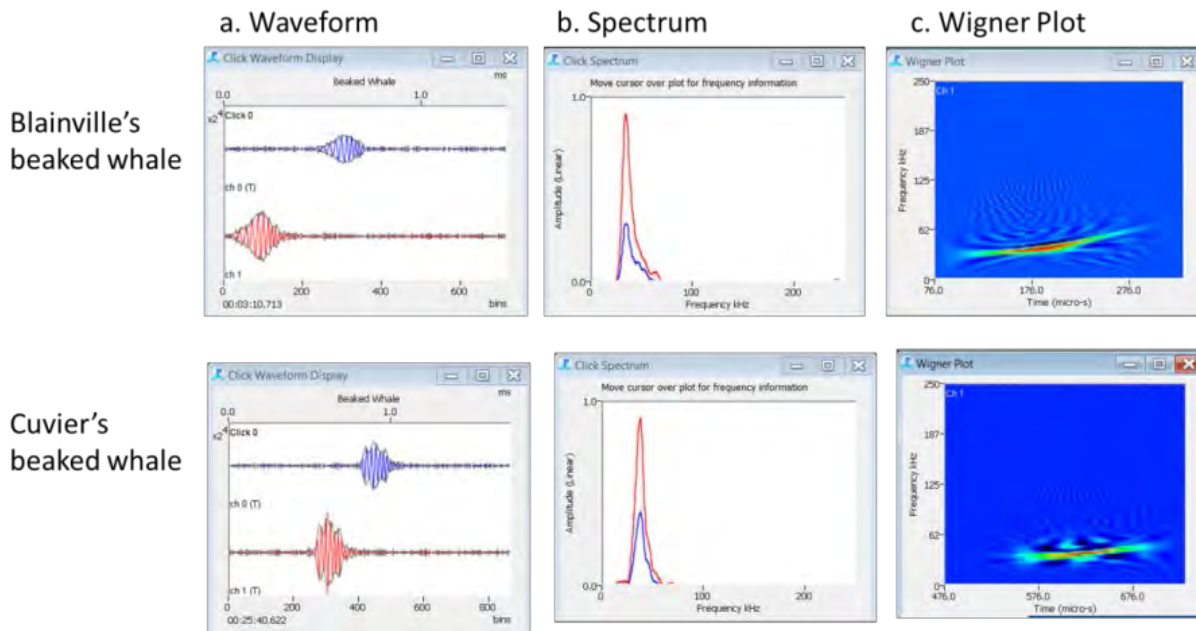 a. Waveform
b. Spectrum
c. Wigner Plot
Blainville's
beaked whale
Click Waveform Display
Beaked Whale
ms
0.0
1.0
x2^4
Click 0
ch 0 (T)
ch 1
0
200
400
600
00:03:10.713
bins
Click Spectrum
Move cursor over plot for frequency information
1.0
Amplitude (Linear)
0.0
0
100
200
Frequency kHz
Wigner Plot
Ch 1
250
187
125
62
0
Frequency kHz
76.0
176.0
276.0
Time (micro-s)
Cuvier's
beaked whale
Click Waveform Display
Beaked Whale
ms
0.0
1.0
x2^4
Click 0
ch 0 (T)
ch 1 (T)
0
200
400
600
800
00:25:40.622
bins
Click Spectrum
Move cursor over plot for frequency information
1.0
Amplitude (Linear)
0.0
0
100
200
Frequency kHz
Wigner Plot
Ch 1
250
187
125
62
0
Frequency kHz
476.0
576.0
676.0
Time (micro-s)